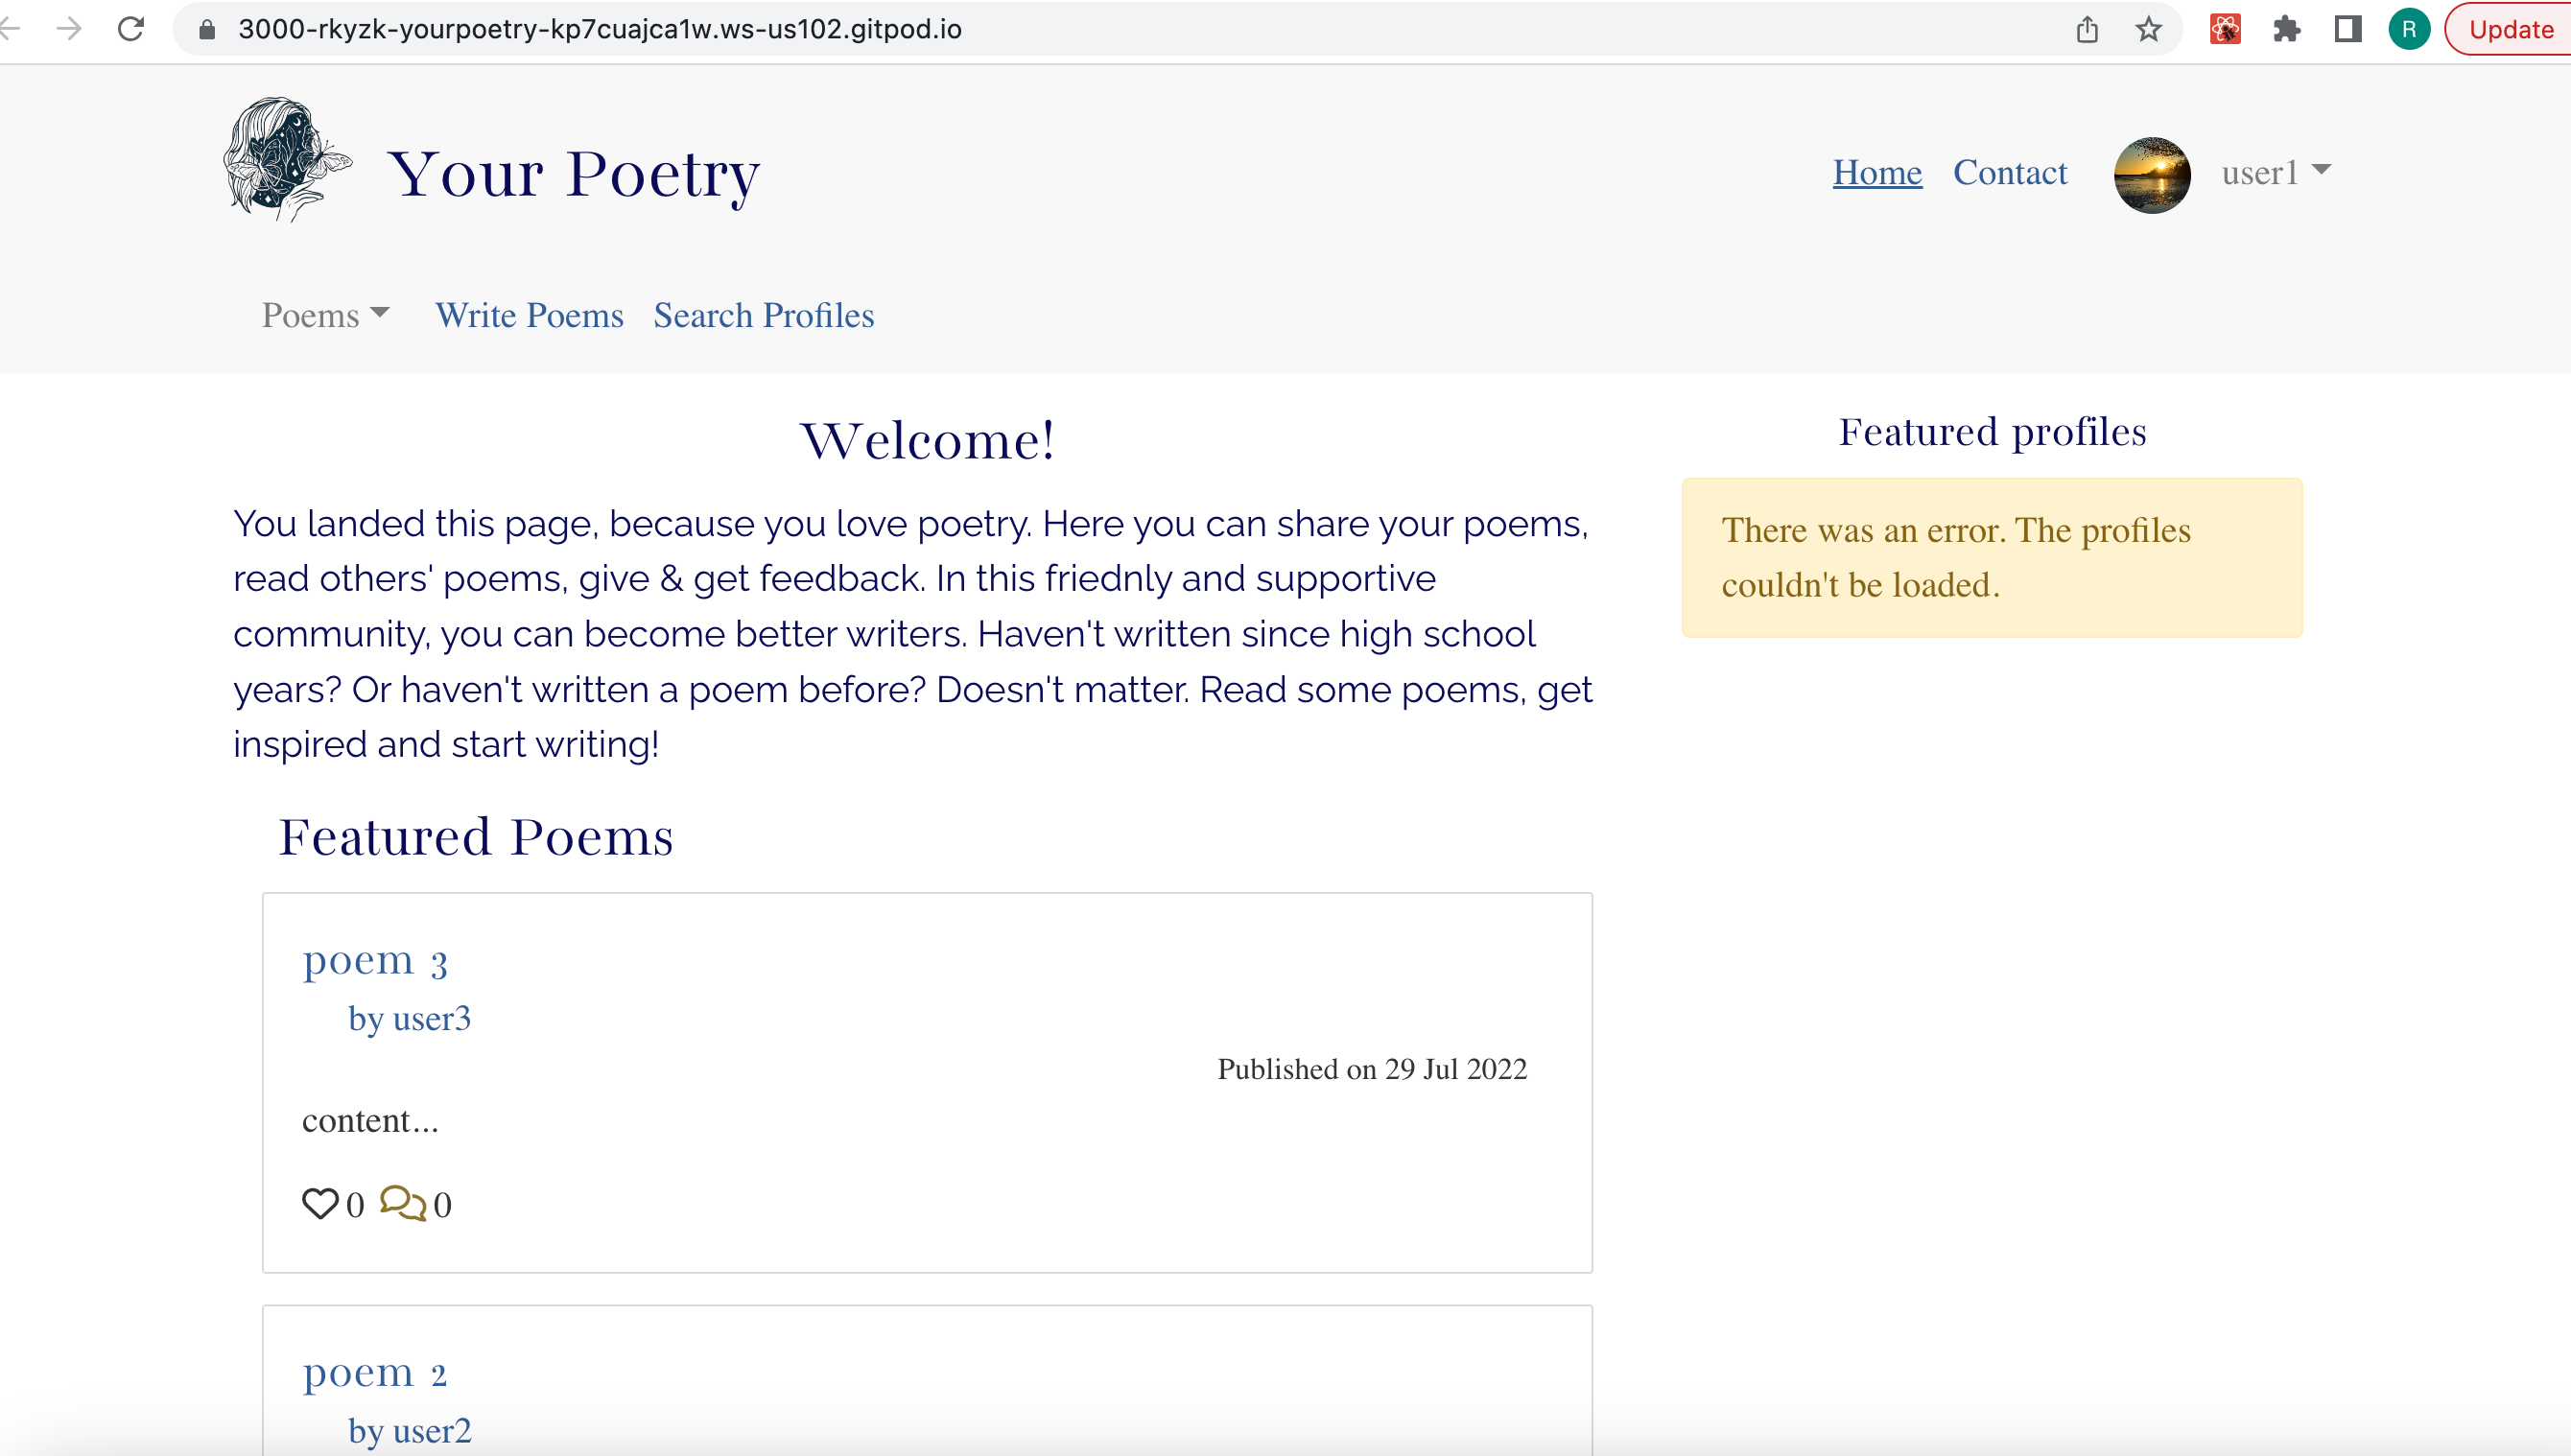 3000-rkyzk-yourpoetry-kp7cuajca1w.ws-us102.gitpod.io
R
Update
Your Poetry
Home Contact user1
Poems Write Poems Search Profiles
Welcome!
You landed this page, because you love poetry. Here you can share your poems,
read others' poems, give & get feedback. In this friednly and supportive
community, you can become better writers. Haven't written since high school
years? Or haven't written a poem before? Doesn't matter. Read some poems, get
inspired and start writing!
Featured profiles
There was an error. The profiles
couldn't be loaded.
Featured Poems
poem 3
by user3
Published on 29 Jul 2022
content...
0 0
poem 2
by user2